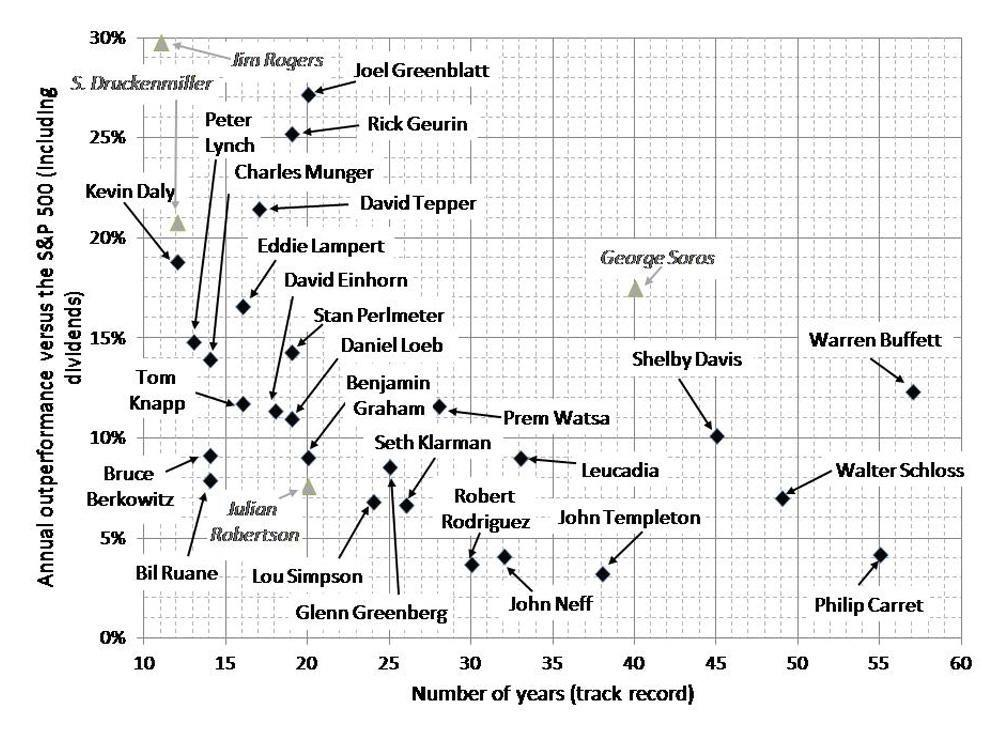 30%
Jim Rogers
S. Druckenmiller
Joel Greenblatt
Peter
Lynch
Rick Geurin
25%
Charles Munger
Kevin Daly
David Tepper
20%
Eddie Lampert
George Soros
David Einhorn
Stan Perlmeter
15%
Daniel Loeb
Warren Buffett
Shelby Davis
Tom
Knapp
Benjamin
Graham
Prem Watsa
10%
Seth Klarman
Bruce
Berkowitz
Leucadia
Walter Schloss
Julian
Robertson
Robert
Rodriguez
John Templeton
5%
Bil Ruane
Lou Simpson
Glenn Greenberg
John Neff
Philip Carret
0%
10 15 20 25 30 35 40 45 50 55 60
Number of years (track record)
Annual outperformance versus the S&P 500 (Including
dividends)